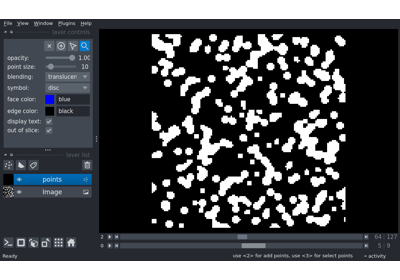 File View Window Plugins Help
layer controls
opacity: 1.00
point size: 10
blending: translucen
symbol: disc
face color: blue
edge color: black
display text:
out of slice:
layer list
points
Image
2 64 127
0 5 9
Ready use <2> for add points, use <3> for select points activity